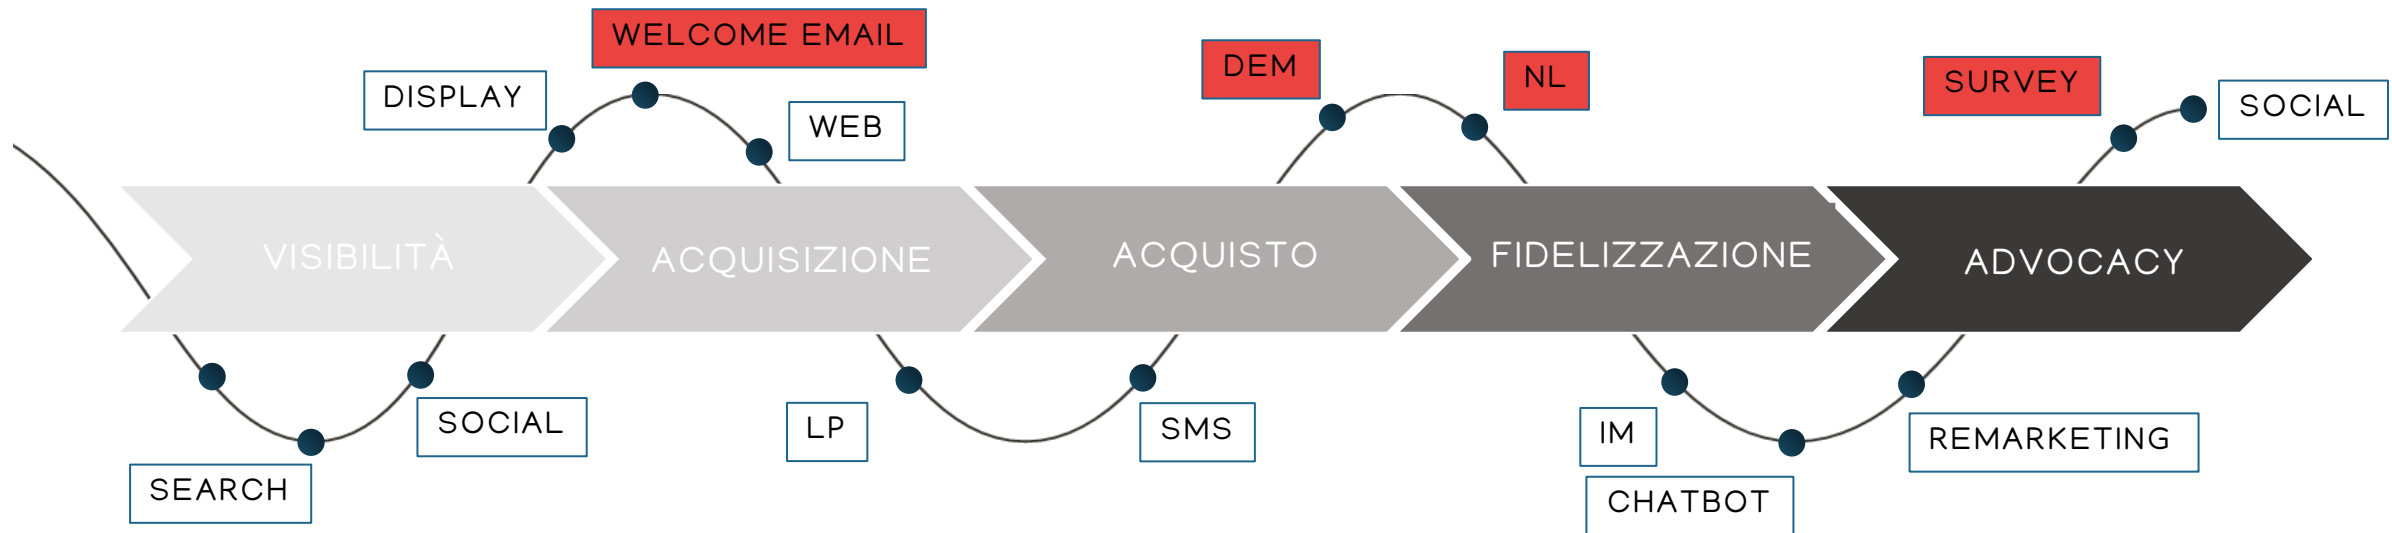 WELCOME EMAIL
DEM
NL
SURVEY
SOCIAL
DISPLAY
WEB
VISIBILITÀ
ACQUISIZIONE
ACQUISTO
FIDELIZZAZIONE
ADVOCACY
SEARCH
SOCIAL
LP
SMS
IM
CHATBOT
REMARKETING